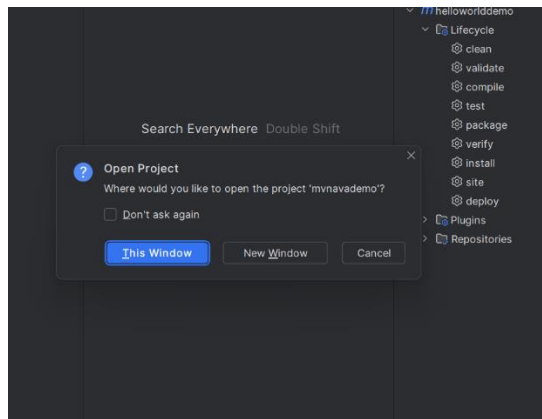 helloworlddemo
Lifecycle
clean
validate
compile
test
package
verify
install
site
deploy
Plugins
Repositories
Search Everywhere Double Shift
Open Project
Where would you like to open the project 'mvnavademo'?
Don't ask again
This Window
New Window
Cancel